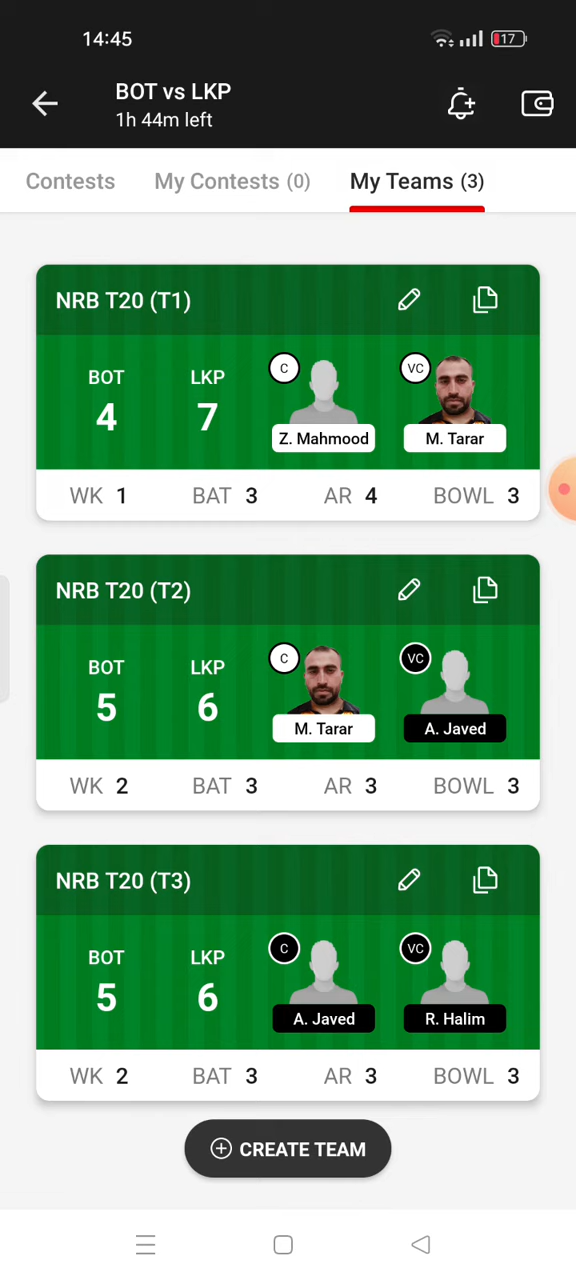 14:45
17
BOT vs LKP
1h 44m left
Contests My Contests (0) My Teams (3)
NRB T20 (T1)
BOT LKP C VC
4 7
Z. Mahmood M. Tarar
WK 1 BAT 3 AR 4 BOWL 3
NRB T20 (T2)
BOT LKP C VC
5 6
M. Tarar A. Javed
WK 2 BAT 3 AR 3 BOWL 3
NRB T20 (T3)
BOT LKP C VC
5 6
A. Javed R. Halim
WK 2 BAT 3 AR 3 BOWL 3
CREATE TEAM